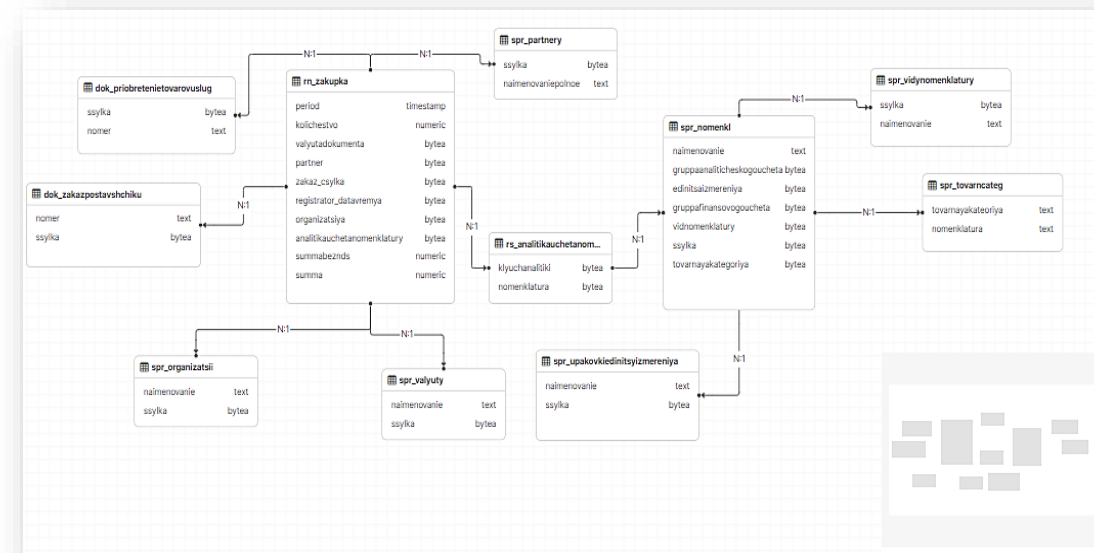 spr_partnery
ssylka bytea
naimenovaniepolnoe text
N:1
N:1
dok_priobretenietovarovuslug
ssylka bytea
nomer text
rn_zakupka
period timestamp
kolichestvo numeric
valyutadokumenta bytea
partner bytea
zakaz_csylka bytea
registrator_datavremya bytea
organizatsiya bytea
analitikauchetanomenklatury bytea
summabeznds numeric
summa numeric
spr_vidynomenklatury
ssylka bytea
naimenovanie text
N:1
spr_nomenkl
naimenovanie text
gruppaanaliticheskogoucheta bytea
edinitsaizmereniya bytea
gruppafinansovogoucheta bytea
vidnomenklatury bytea
ssylka bytea
tovarnayakategoriya bytea
dok_zakazpostavshchiku
nomer text
ssylka bytea
N:1
spr_tovarncateg
tovarnayakateoriya text
nomenklatura text
N:1
N:1
N:1
rs_analitikauchetanom...
klyuchanalitiki bytea
nomenklatura bytea
N:1
N:1
N:1
spr_organizatsii
naimenovanie text
ssylka bytea
spr_valyuty
naimenovanie text
ssylka bytea
spr_upakovkiedinitsyizmereniya
naimenovanie text
ssylka bytea